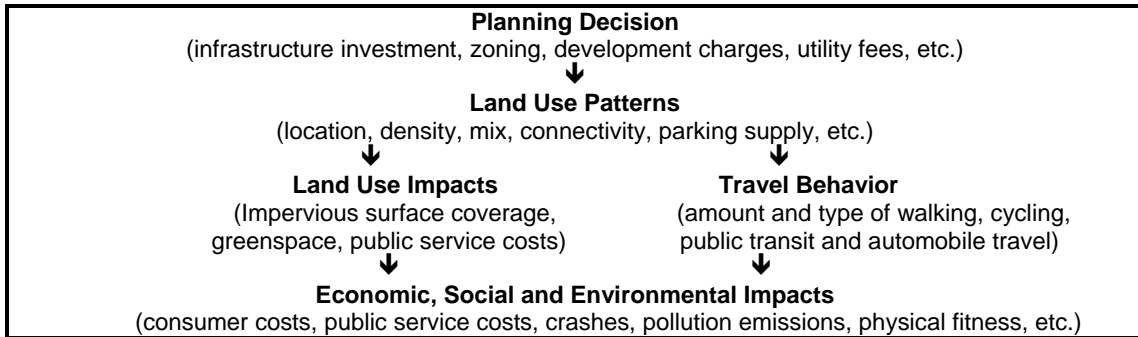 Planning Decision
(infrastructure investment, zoning, development charges, utility fees, etc.)
Land Use Patterns
(location, density, mix, connectivity, parking supply, etc.)
Land Use Impacts
(Impervious surface coverage,
greenspace, public service costs)
Travel Behavior
(amount and type of walking, cycling,
public transit and automobile travel)
Economic, Social and Environmental Impacts
(consumer costs, public service costs, crashes, pollution emissions, physical fitness, etc.)